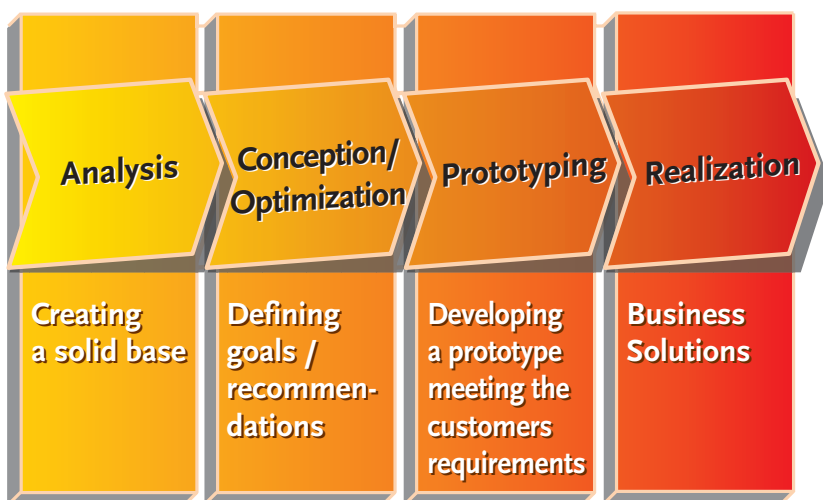 Analysis
Conception/
Optimization
Prototyping
Realization
Creating
a solid base
Defining
goals /
recommen-
dations
Developing
a prototype
meeting the
customers
requirements
Business
Solutions